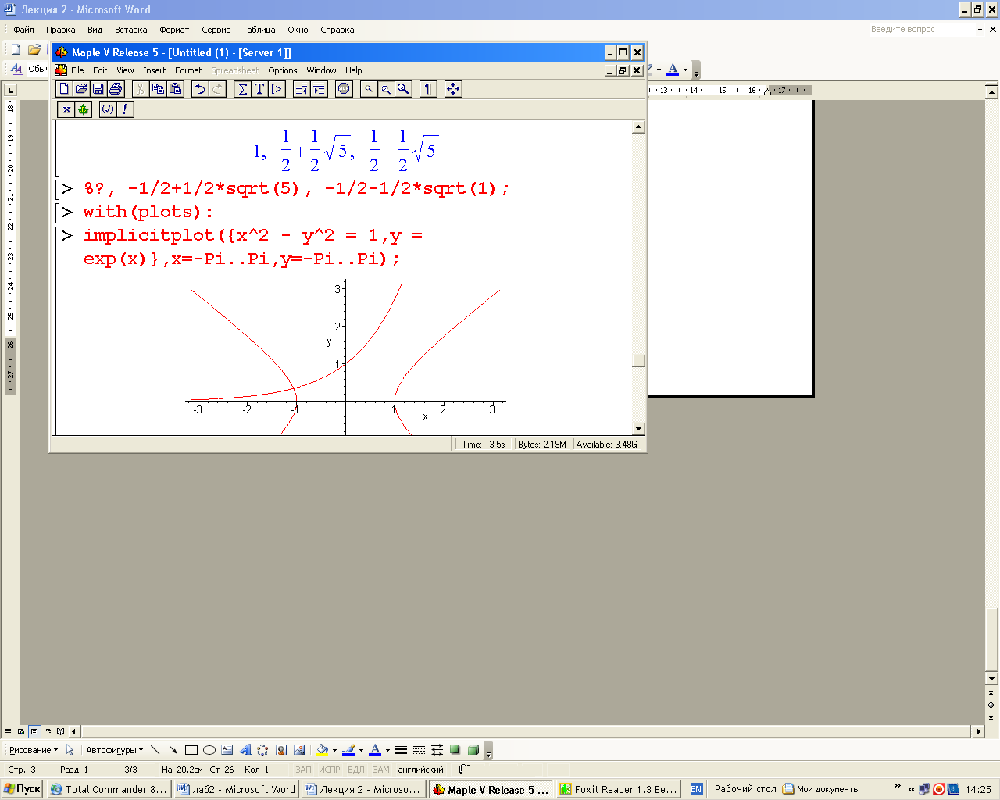 Лекция 2 - Microsoft Word
Файл Правка Вид Вставка Формат Сервис Таблица Окно Справка
Введите вопрос
Maple V Release 5 - [Untitled (1) - [Server 1]]
Обы
File Edit View Insert Format Spreadsheet Options Window Help
13 14 15 16 17
1, -1/2 + 1/2 √5, -1/2 - 1/2 √5
> %?, -1/2+1/2*sqrt(5), -1/2-1/2*sqrt(1);
> with(plots):
> implicitplot({x^2 - y^2 = 1,y =
exp(x)},x=-Pi..Pi,y=-Pi..Pi);
3
2
y
1
-3 -2 -1 1 2 3
x
18 19 20 21 22 23 24 25 26 27
Time: 3.5s Bytes: 2.19M Available: 3.48G
Рисование Автофигуры
Стр. 3 Разд 1 3/3 На 20,2см Ст 26 Кол 1 ЗАП ИСПР ВДЛ ЗАМ английский
Пуск Total Commander 8... лаб2 - Microsoft Word Лекция 2 - Microso... Maple V Release 5 ... Foxit Reader 1.3 Be... EN Рабочий стол Мои документы » « 14:25